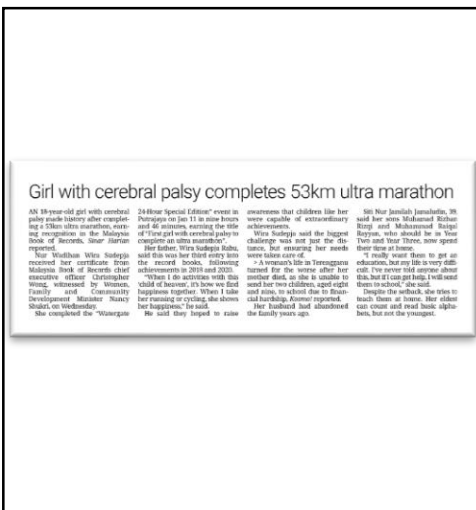 Girl with cerebral palsy completes 53km ultra marathon
AN 18-year-old girl with cerebral
palsy made history after complet-
ing a 53km ultra marathon, earn-
ing recognition in the Malaysia
Book of Records, Sinar Harian
reported.
Nur Wadihan Wira Sudepja
received her certificate from
Malaysia Book of Records chief
executive officer Christopher
Wong, witnessed by Women,
Family and Community
Development Minister Nancy
Shukri, on Wednesday.
She completed the "Watergate
24-Hour Special Edition" event in
Putrajaya on Jan 11 in nine hours
and 46 minutes, earning the title
of "First girl with cerebral palsy to
complete an ultra marathon".
Her father, Wira Sudepja Rabu,
said this was her third entry into
the record books, following
achievements in 2018 and 2020.
"When I do activities with this
'child of heaven', it's how we find
happiness together. When I take
her running or cycling, she shows
her happiness," he said.
He said they hoped to raise
awareness that children like her
were capable of extraordinary
achievements.
Wira Sudepja said the biggest
challenge was not just the dis-
tance, but ensuring her needs
were taken care of.
> A woman's life in Terengganu
turned for the worse after her
mother died, as she is unable to
send her two children, aged eight
and nine, to school due to finan-
cial hardship, Kosmo! reported.
Her husband had abandoned
the family years ago.
Siti Nur Jamilah Jamaludin, 39,
said her sons Muhamad Rizhan
Rizqi and Mohamad Raiqal
Rayyan, who should be in Year
Two and Year Three, now spend
their time at home.
"I really want them to get an
education, but my life is very diffi-
cult. I've never told anyone about
this, but if I can get help, I will send
them to school," she said.
Despite the setback, she tries to
teach them at home. Her eldest
can count and read basic alpha-
bets, but not the youngest.